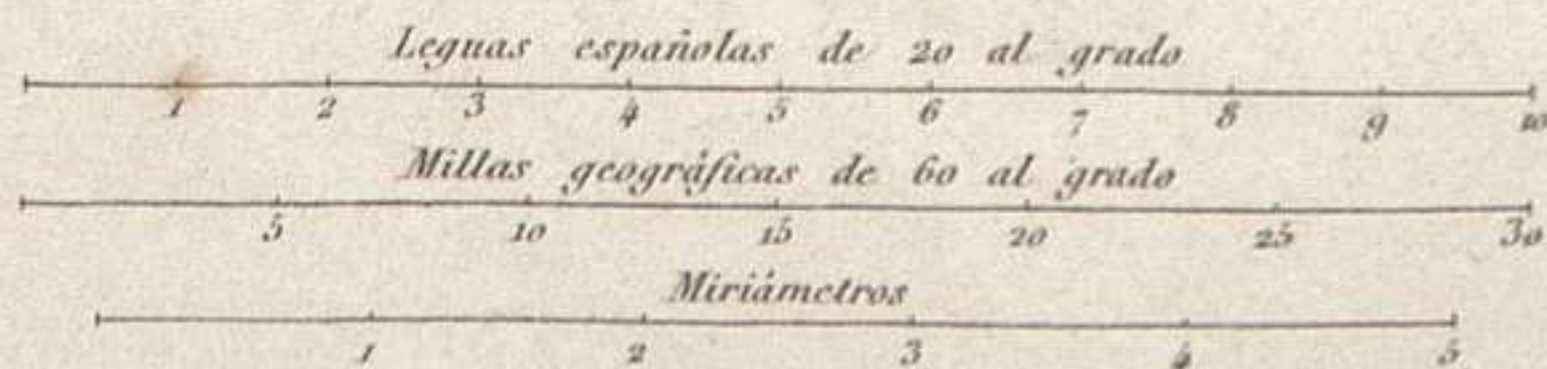 Leguas españolas de 20 al grado
1 2 3 4 5 6 7 8 9 10
Millas geográficas de 60 al grado
5 10 15 20 25 30
Miriámetros
1 2 3 4 5